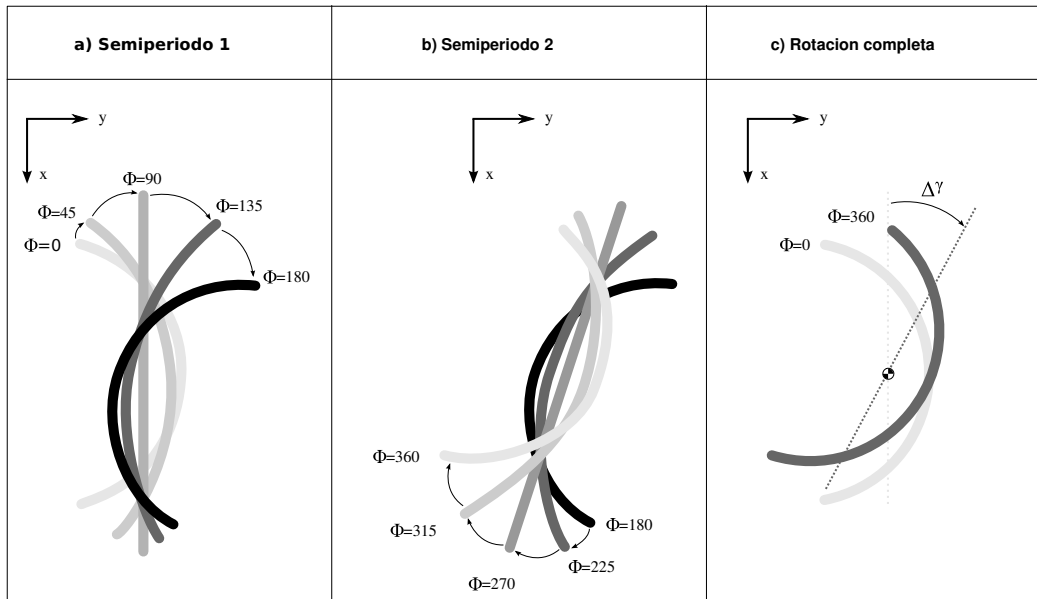 a) Semiperiodo 1
b) Semiperiodo 2
c) Rotacion completa
y
x
Φ=90
Φ=45
Φ=135
Φ=0
Φ=180
y
x
Φ=360
Φ=180
Φ=315
Φ=225
Φ=270
y
x
Δγ
Φ=360
Φ=0